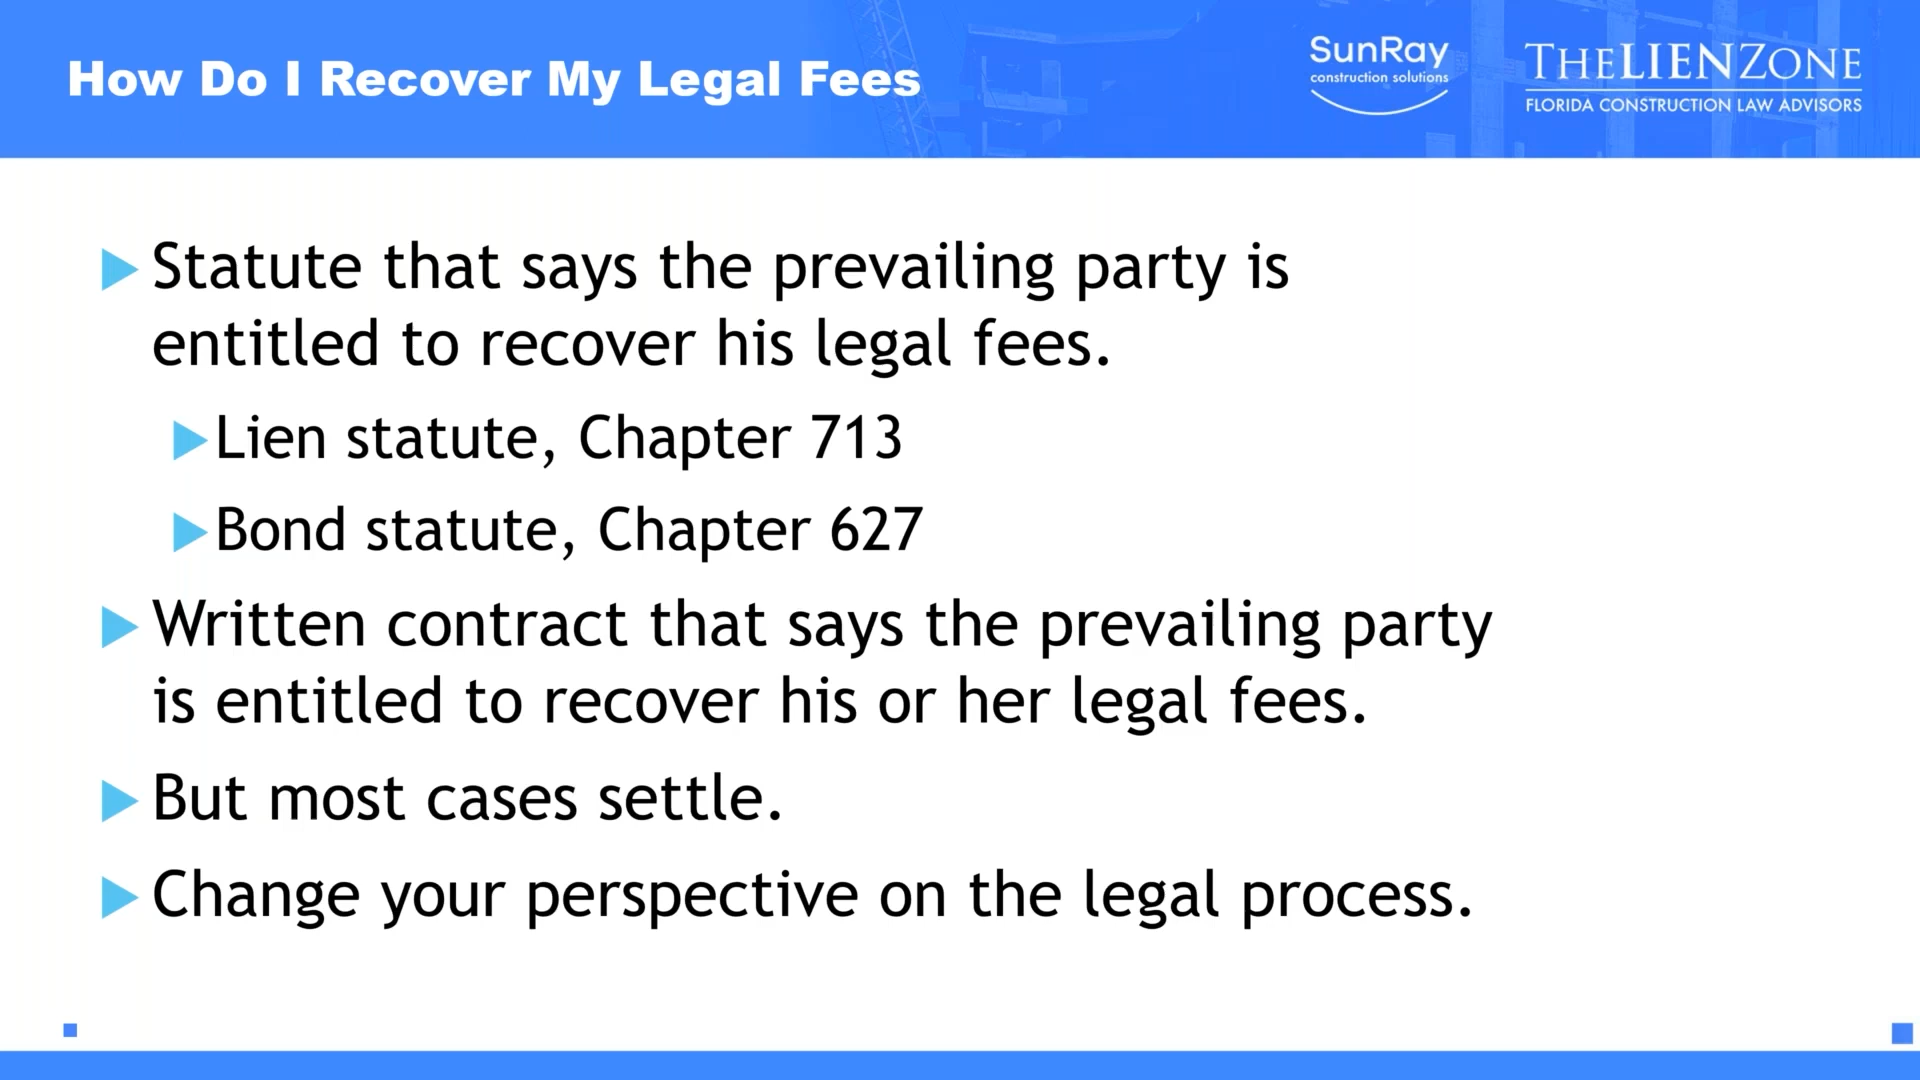 How Do I Recover My Legal Fees
SunRay
construction solutions
THELIENZONE
FLORIDA CONSTRUCTION LAW ADVISORS
Statute that says the prevailing party is
entitled to recover his legal fees.
Lien statute, Chapter 713
Bond statute, Chapter 627
Written contract that says the prevailing party
is entitled to recover his or her legal fees.
But most cases settle.
Change your perspective on the legal process.